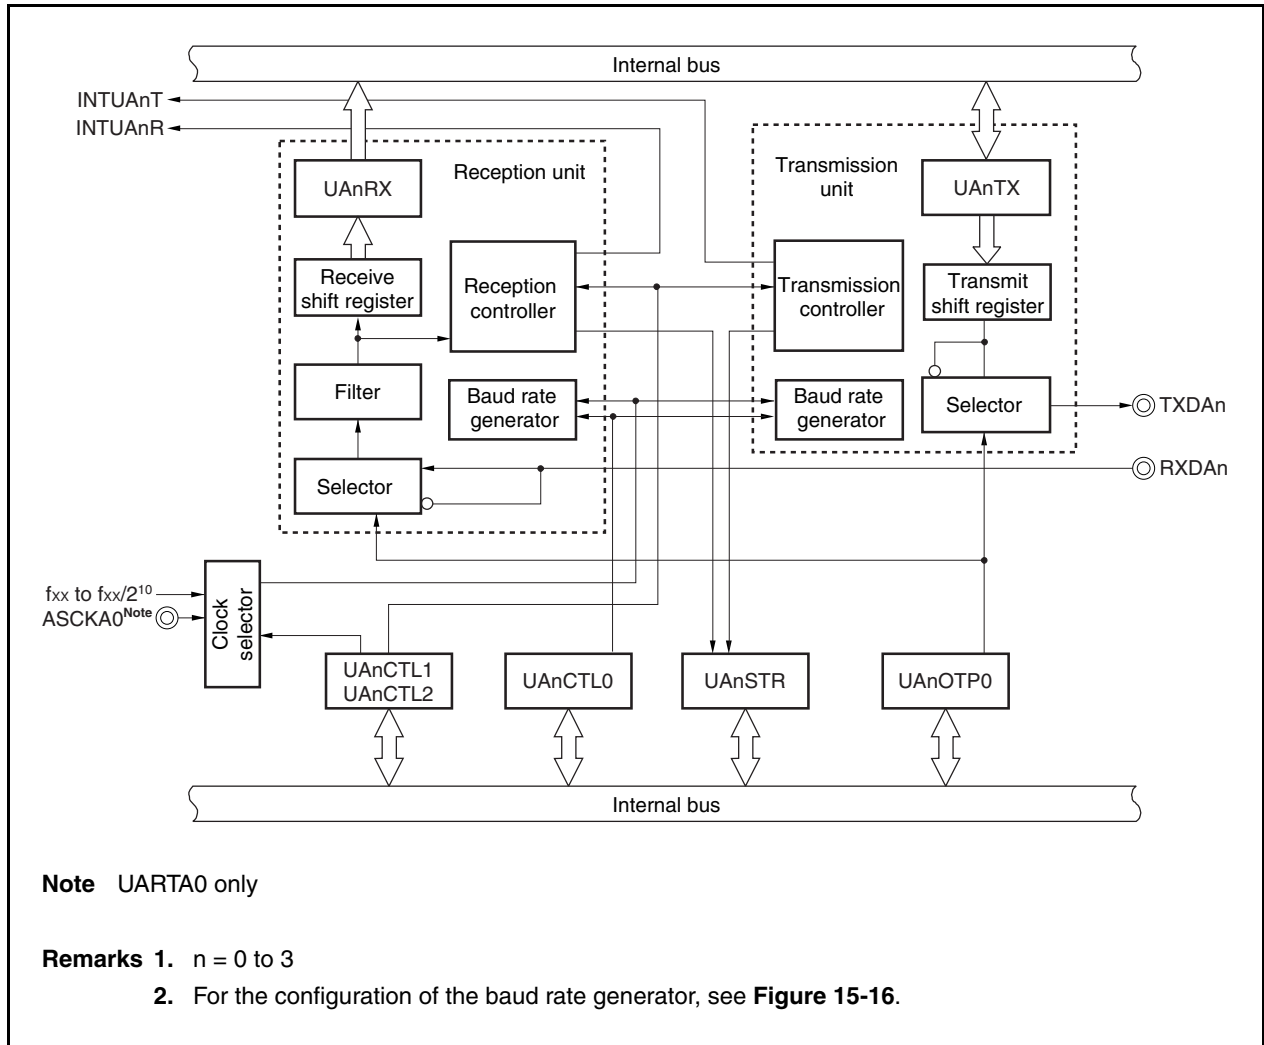 Internal bus
INTUAnT
INTUAnR
Reception unit
Transmission
unit
UAnRX
UAnTX
Receive
shift register
Reception
controller
Transmission
controller
Transmit
shift register
Filter
Baud rate
generator
Baud rate
generator
Selector
TXDAn
Selector
RXDAn
fxx to fxx/2¹⁰
ASCKA0Note
Clock
selector
UAnCTL1
UAnCTL2
UAnCTL0
UAnSTR
UAnOTP0
Internal bus
Note UARTA0 only
Remarks 1. n = 0 to 3
2. For the configuration of the baud rate generator, see Figure 15-16.